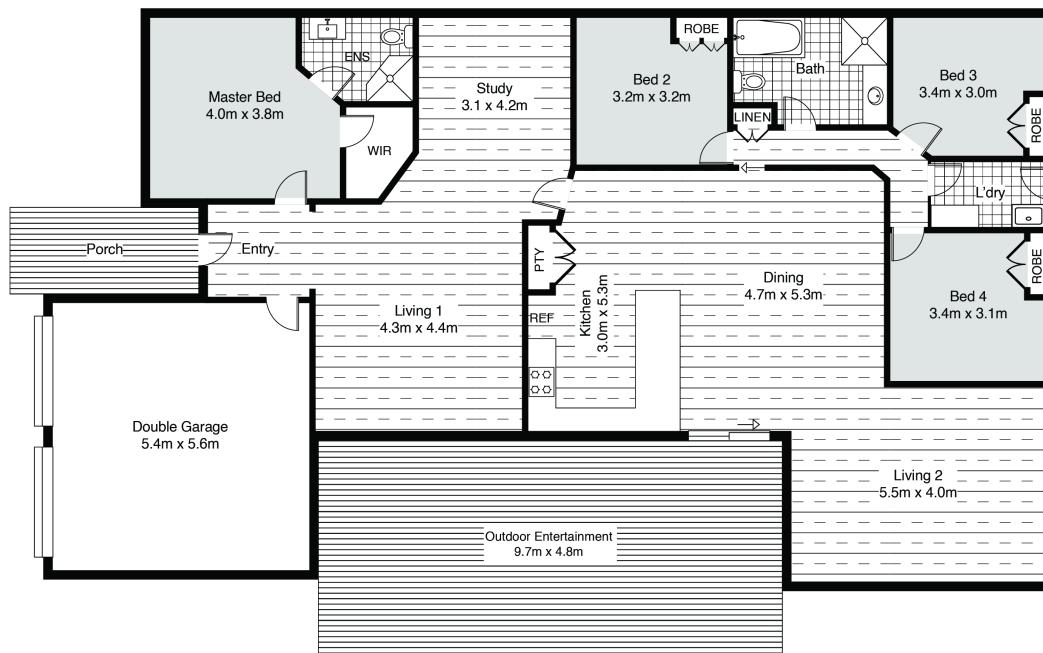 Master Bed
4.0m x 3.8m
ENS
WIR
Study
3.1 x 4.2m
Bed 2
3.2m x 3.2m
ROBE
Bath
LINEN
Bed 3
3.4m x 3.0m
ROBE
L'dry
Porch
Entry
Living 1
4.3m x 4.4m
PTY
REF
Kitchen
3.0m x 5.3m
Dining
4.7m x 5.3m
Bed 4
3.4m x 3.1m
ROBE
Double Garage
5.4m x 5.6m
Living 2
5.5m x 4.0m
Outdoor Entertainment
9.7m x 4.8m